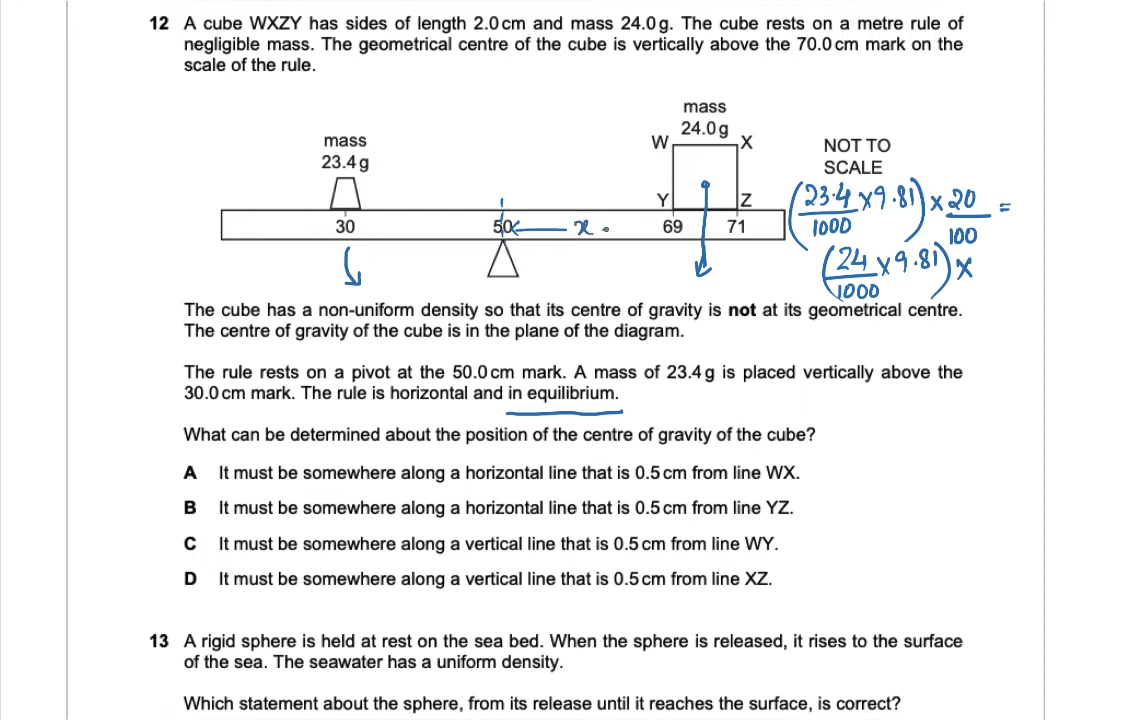 12 A cube WXZY has sides of length 2.0 cm and mass 24.0 g. The cube rests on a metre rule of
negligible mass. The geometrical centre of the cube is vertically above the 70.0 cm mark on the
scale of the rule.
mass
24.0 g
mass
23.4 g
W
X
NOT TO
SCALE
Y
Z
30
50
x
69
71
(23.4/1000 × 9.81) × 20/100 =
(24/1000 × 9.81) x
The cube has a non-uniform density so that its centre of gravity is not at its geometrical centre.
The centre of gravity of the cube is in the plane of the diagram.
The rule rests on a pivot at the 50.0 cm mark. A mass of 23.4 g is placed vertically above the
30.0 cm mark. The rule is horizontal and in equilibrium.
What can be determined about the position of the centre of gravity of the cube?
A It must be somewhere along a horizontal line that is 0.5 cm from line WX.
B It must be somewhere along a horizontal line that is 0.5 cm from line YZ.
C It must be somewhere along a vertical line that is 0.5 cm from line WY.
D It must be somewhere along a vertical line that is 0.5 cm from line XZ.
13 A rigid sphere is held at rest on the sea bed. When the sphere is released, it rises to the surface
of the sea. The seawater has a uniform density.
Which statement about the sphere, from its release until it reaches the surface, is correct?